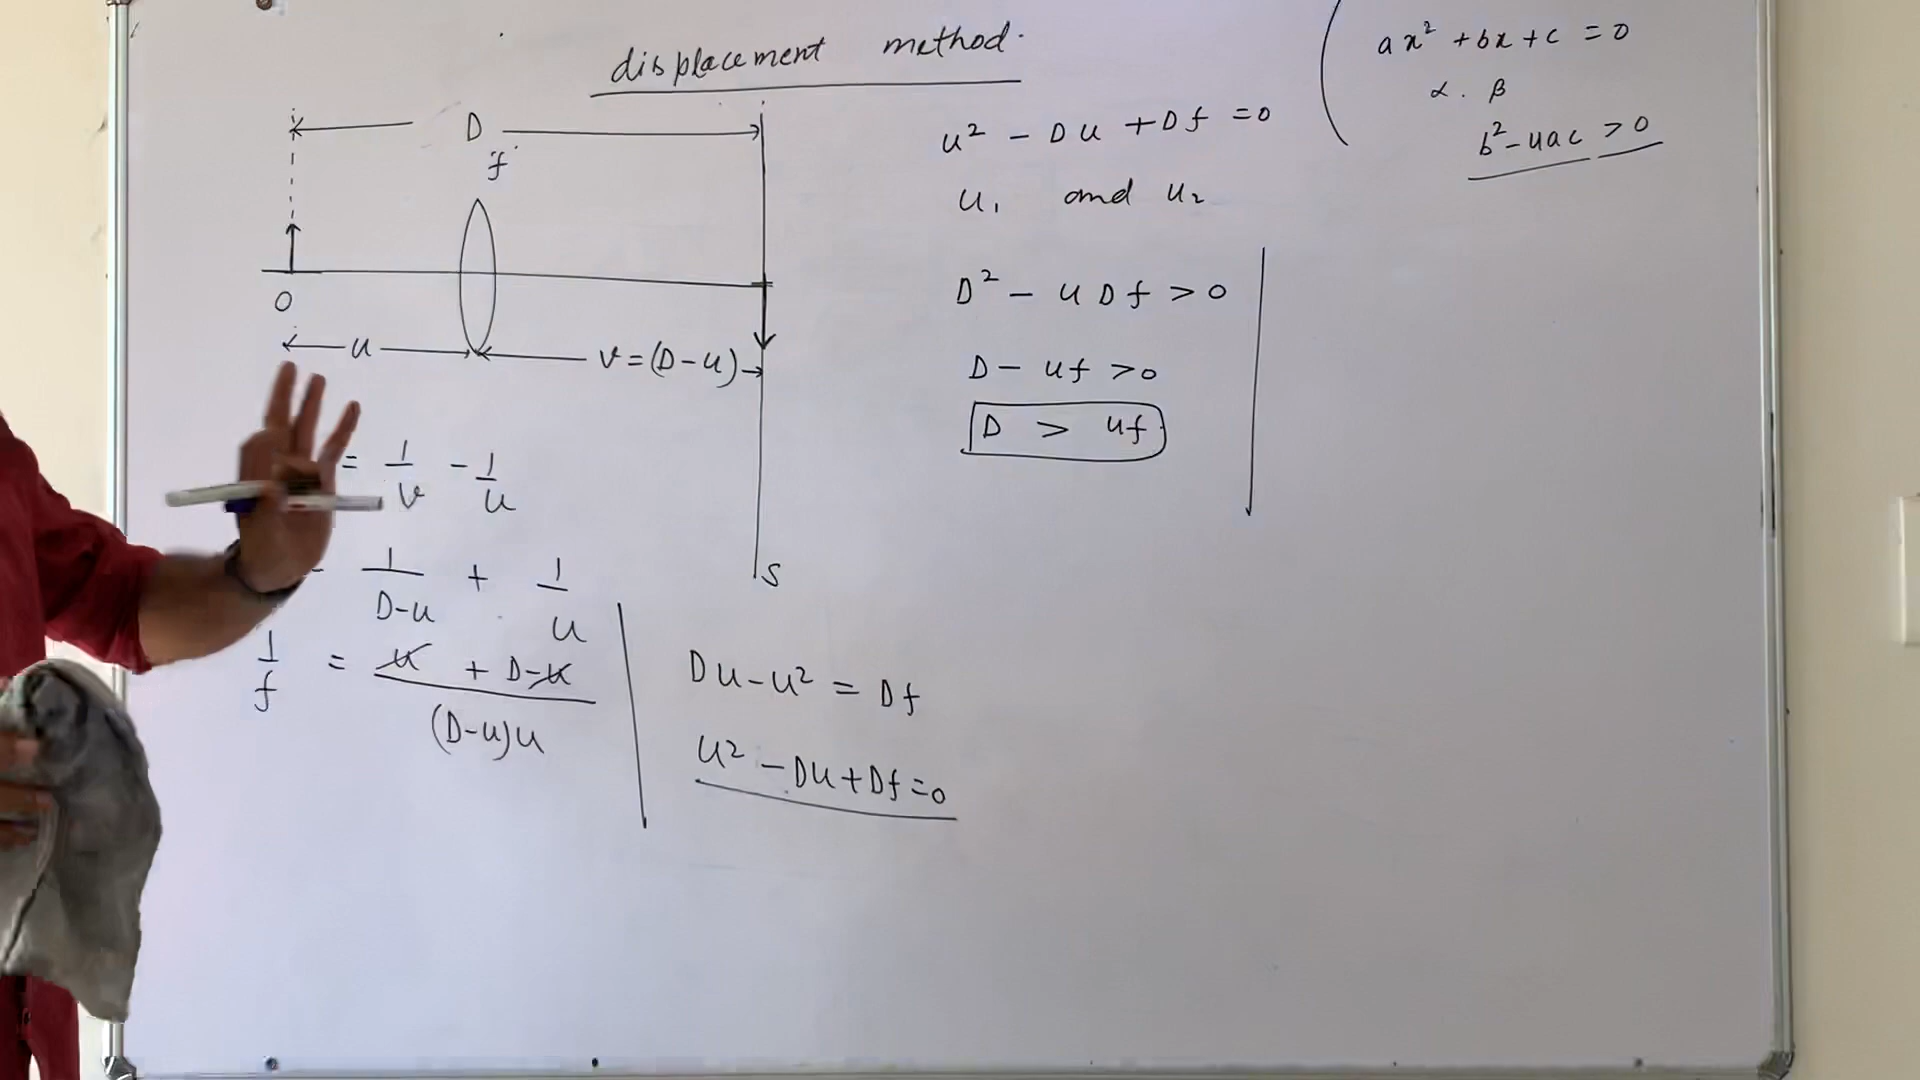 displacement method.
D
f
O
u
v = (D-u)
S
= 1/v - 1/u
1/D-u + 1/u
1/f = u + D-u/(D-u)u
Du-u² = Df
u² - Du + Df = 0
u² - Du + Df = 0
u₁ and u₂
D² - 4Df > 0
D - 4f > 0
D > 4f
ax² + bx + c = 0
α . β
b² - 4ac > 0